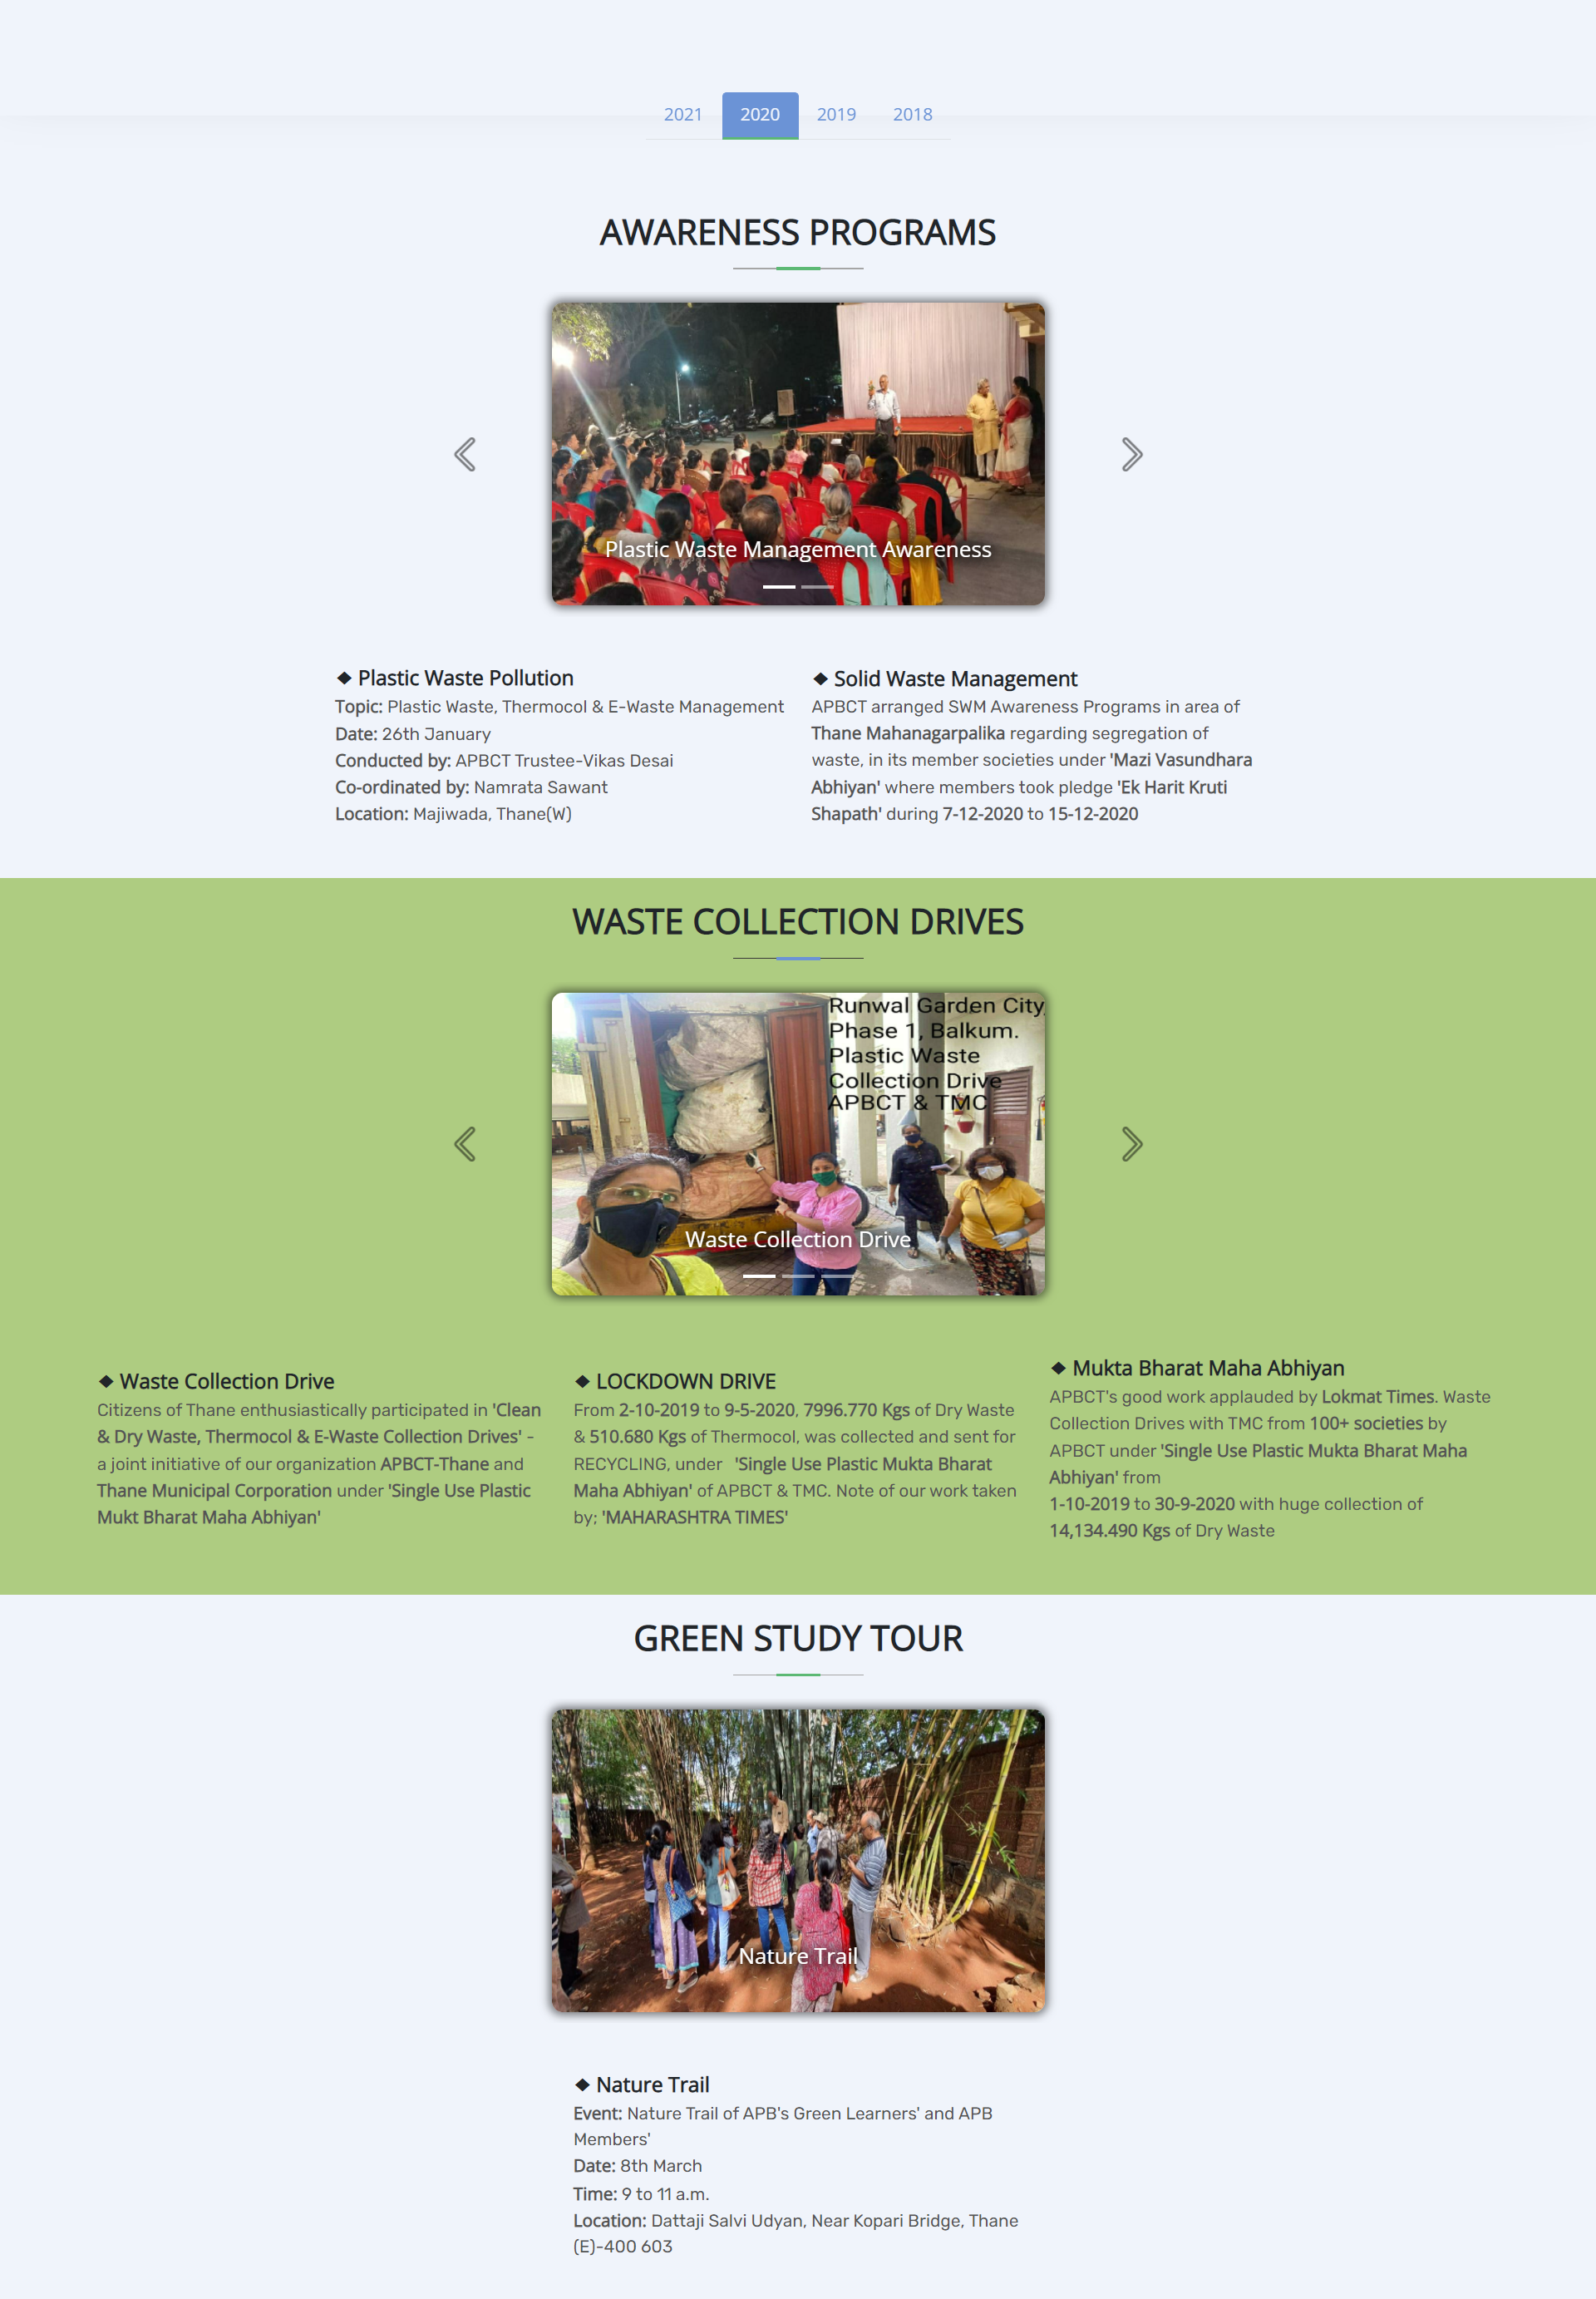 2021 2020 2019 2018
AWARENESS PROGRAMS
Plastic Waste Management Awareness
❖ Plastic Waste Pollution
Topic: Plastic Waste, Thermocol & E-Waste Management
Date: 26th January
Conducted by: APBCT Trustee-Vikas Desai
Co-ordinated by: Namrata Sawant
Location: Majiwada, Thane(W)
❖ Solid Waste Management
APBCT arranged SWM Awareness Programs in area of
Thane Mahanagarpalika regarding segregation of
waste, in its member societies under 'Mazi Vasundhara
Abhiyan' where members took pledge 'Ek Harit Kruti
Shapath' during 7-12-2020 to 15-12-2020
WASTE COLLECTION DRIVES
Runwal Garden City,
Phase 1, Balkum.
Plastic Waste
Collection Drive
APBCT & TMC
Waste Collection Drive
❖ Waste Collection Drive
Citizens of Thane enthusiastically participated in 'Clean
& Dry Waste, Thermocol & E-Waste Collection Drives' -
a joint initiative of our organization APBCT-Thane and
Thane Municipal Corporation under 'Single Use Plastic
Mukt Bharat Maha Abhiyan'
❖ LOCKDOWN DRIVE
From 2-10-2019 to 9-5-2020, 7996.770 Kgs of Dry Waste
& 510.680 Kgs of Thermocol, was collected and sent for
RECYCLING, under 'Single Use Plastic Mukta Bharat
Maha Abhiyan' of APBCT & TMC. Note of our work taken
by; 'MAHARASHTRA TIMES'
❖ Mukta Bharat Maha Abhiyan
APBCT's good work applauded by Lokmat Times. Waste
Collection Drives with TMC from 100+ societies by
APBCT under 'Single Use Plastic Mukta Bharat Maha
Abhiyan' from
1-10-2019 to 30-9-2020 with huge collection of
14,134.490 Kgs of Dry Waste
GREEN STUDY TOUR
Nature Trail
❖ Nature Trail
Event: Nature Trail of APB's Green Learners' and APB
Members'
Date: 8th March
Time: 9 to 11 a.m.
Location: Dattaji Salvi Udyan, Near Kopari Bridge, Thane
(E)-400 603